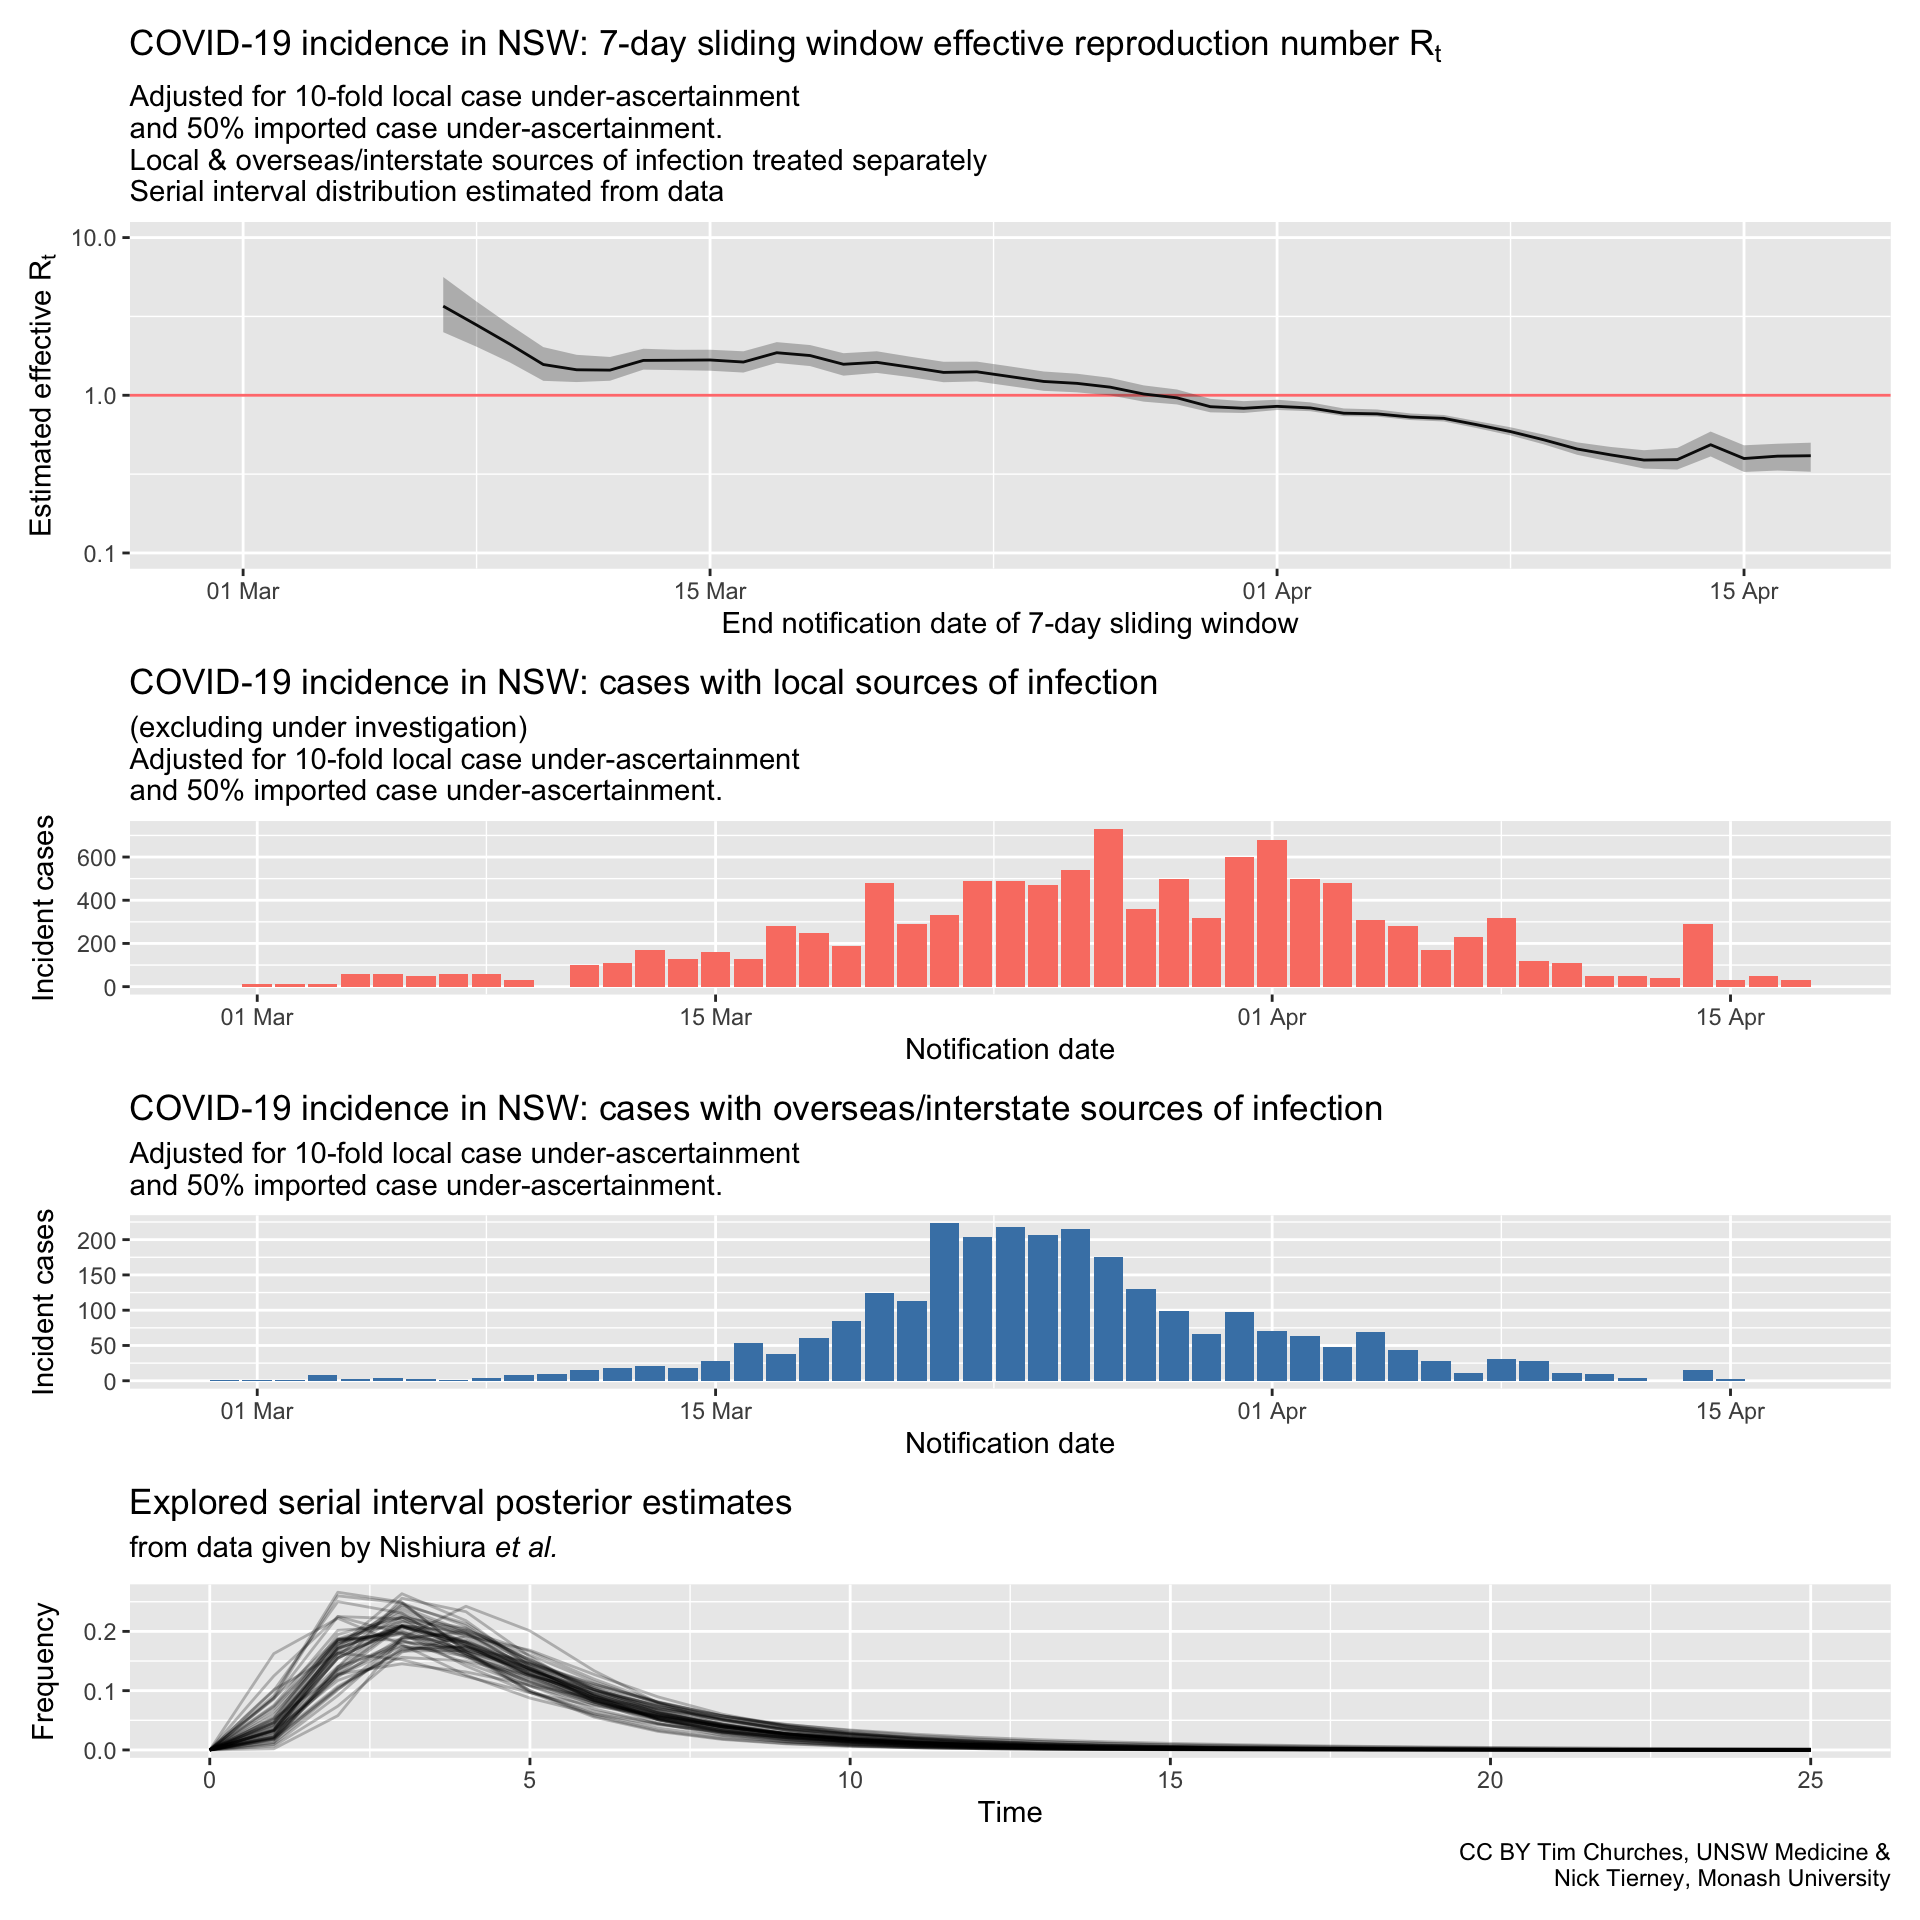 COVID-19 incidence in NSW: 7-day sliding window effective reproduction number Rt
Adjusted for 10-fold local case under-ascertainment
and 50% imported case under-ascertainment.
Local & overseas/interstate sources of infection treated separately
Serial interval distribution estimated from data
Estimated effective Rt
10.0
1.0
0.1
01 Mar 15 Mar 01 Apr 15 Apr
End notification date of 7-day sliding window
COVID-19 incidence in NSW: cases with local sources of infection
(excluding under investigation)
Adjusted for 10-fold local case under-ascertainment
and 50% imported case under-ascertainment.
Incident cases
600
400
200
0
01 Mar 15 Mar 01 Apr 15 Apr
Notification date
COVID-19 incidence in NSW: cases with overseas/interstate sources of infection
Adjusted for 10-fold local case under-ascertainment
and 50% imported case under-ascertainment.
Incident cases
200
150
100
50
0
01 Mar 15 Mar 01 Apr 15 Apr
Notification date
Explored serial interval posterior estimates
from data given by Nishiura et al.
Frequency
0.2
0.1
0.0
0 5 10 15 20 25
Time
CC BY Tim Churches, UNSW Medicine &
Nick Tierney, Monash University